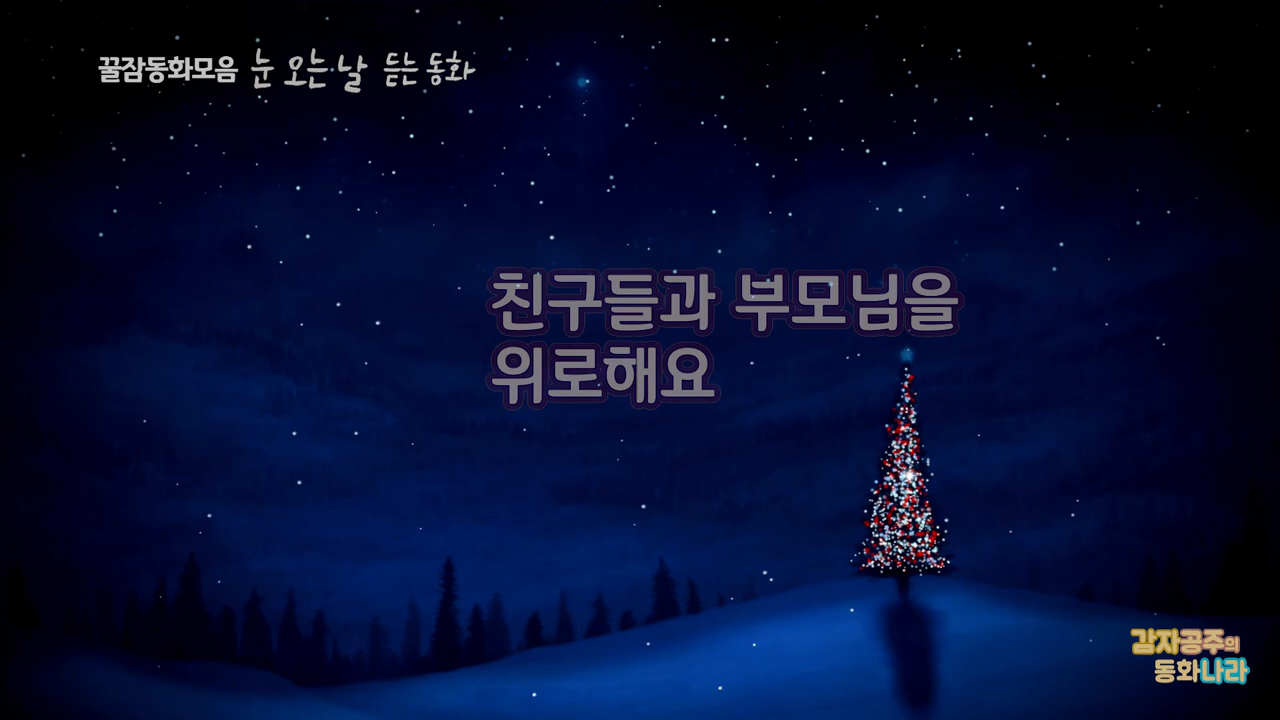 꿀잠동화모음 눈 오는 날 듣는 동화
친구들과 부모님을
위로해요
감자공주의
동화나라